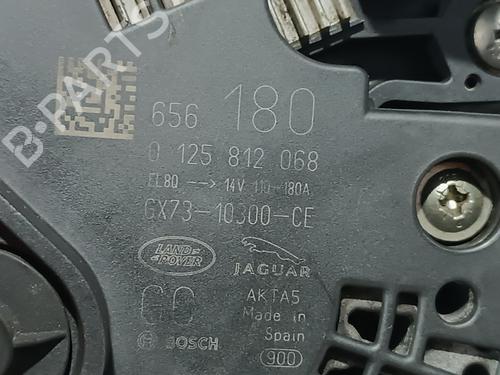 B-PARTS
656 180
0 125 812 068
EL80 --> 14V 110-180A
GX73-10300-CE
LAND ROVER
JAGUAR
GC AKTA5
Made in
BOSCH Spain
900